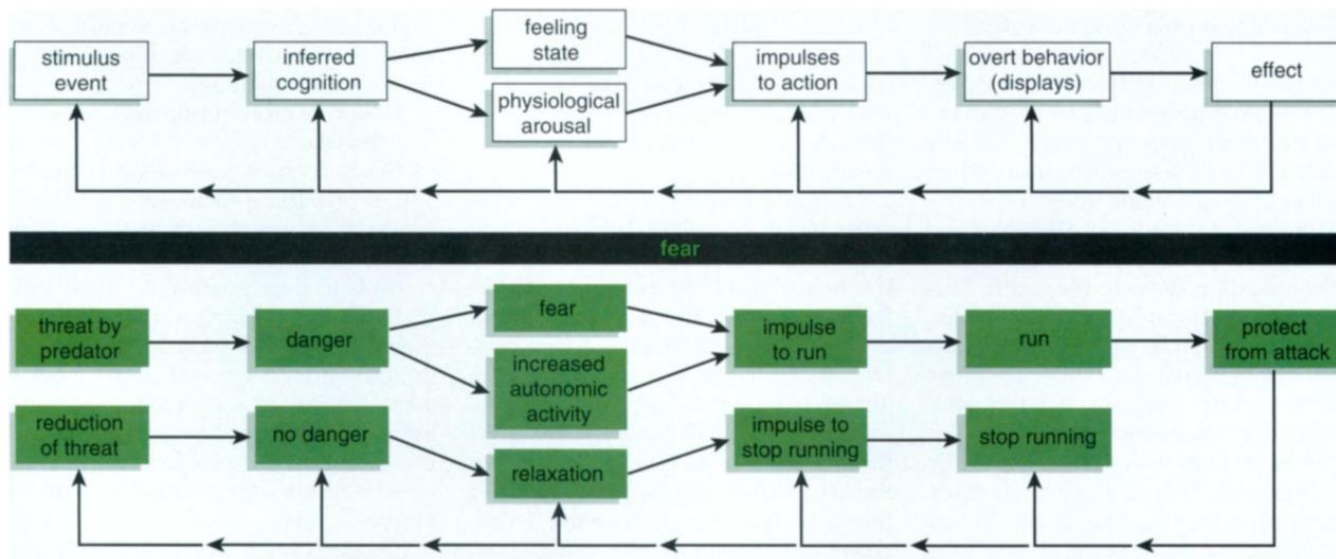 stimulus
event
inferred
cognition
feeling
state
physiological
arousal
impulses
to action
overt behavior
(displays)
effect
fear
threat by
predator
danger
fear
increased
autonomic
activity
impulse
to run
run
protect
from attack
reduction
of threat
no danger
relaxation
impulse to
stop running
stop running